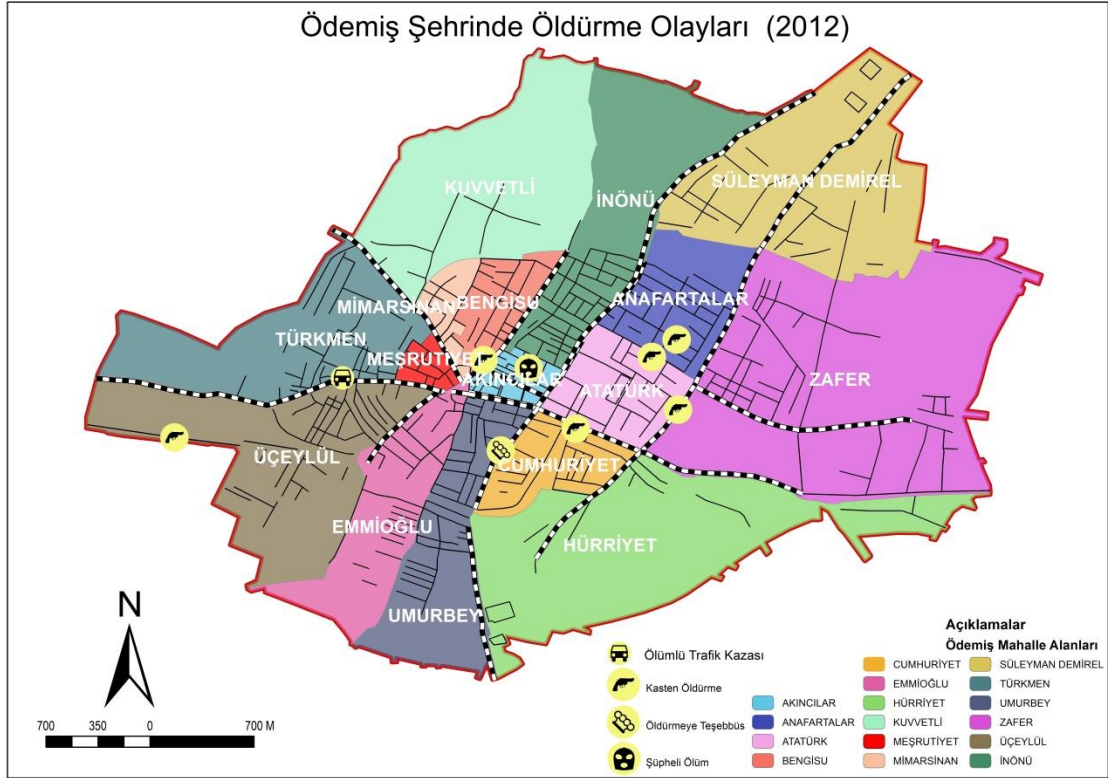 Ödemiş Şehrinde Öldürme Olayları (2012)
KUVVETLİ
İNÖNÜ
SÜLEYMAN DEMİREL
MİMARSİNAN
BENGİSU
ANAFARTALAR
TÜRKMEN
MEŞRUTİYET
AKINCILAR
ATATÜRK
ZAFER
ÜÇEYLÜL
CUMHURİYET
EMMİOĞLU
HÜRRİYET
UMURBEY
N
700 350 0 700 M
Ölümlü Trafik Kazası
Kasten Öldürme
Öldürmeye Teşebbüs
Şüpheli Ölüm
Açıklamalar
Ödemiş Mahalle Alanları
AKINCILAR
ANAFARTALAR
ATATÜRK
BENGİSU
CUMHURİYET
EMMİOĞLU
HÜRRİYET
KUVVETLİ
MEŞRUTİYET
MİMARSİNAN
SÜLEYMAN DEMİREL
TÜRKMEN
UMURBEY
ZAFER
ÜÇEYLÜL
İNÖNÜ